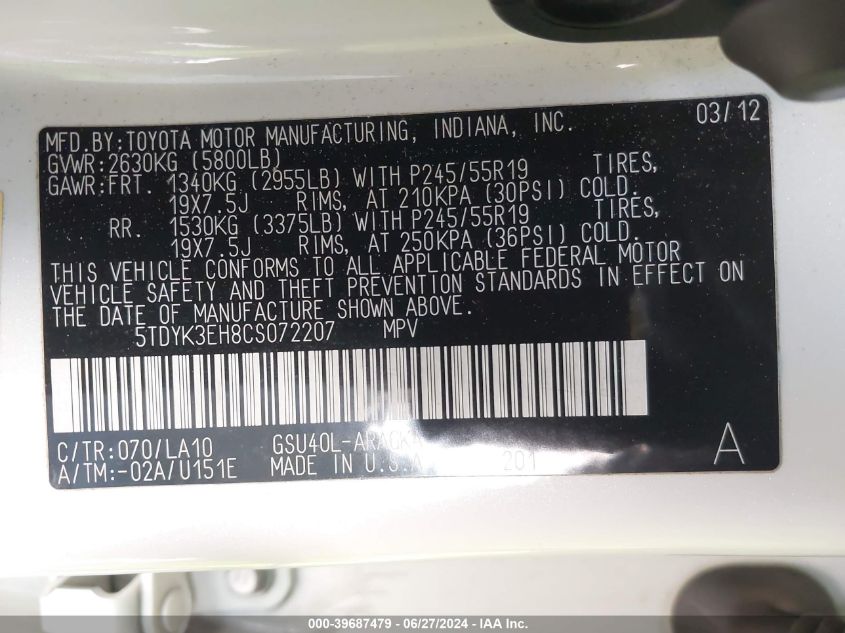 03/12
MFD.BY:TOYOTA MOTOR MANUFACTURING, INDIANA, INC.
GVWR:2630KG (5800LB)
GAWR:FRT. 1340KG (2955LB) WITH P245/55R19 TIRES,
19X7.5J RIMS, AT 210KPA (30PSI) COLD.
RR. 1530KG (3375LB) WITH P245/55R19 TIRES,
19X7.5J RIMS, AT 250KPA (36PSI) COLD.
THIS VEHICLE CONFORMS TO ALL APPLICABLE FEDERAL MOTOR
VEHICLE SAFETY AND THEFT PREVENTION STANDARDS IN EFFECT ON
THE DATE OF MANUFACTURE SHOWN ABOVE.
5TDYK3EH8CS072207 MPV
C/TR:070/LA10
A/TM:-02A/U151E MADE IN U.S.A. 201 A
000-39687479 - 06/27/2024 - IAA Inc.